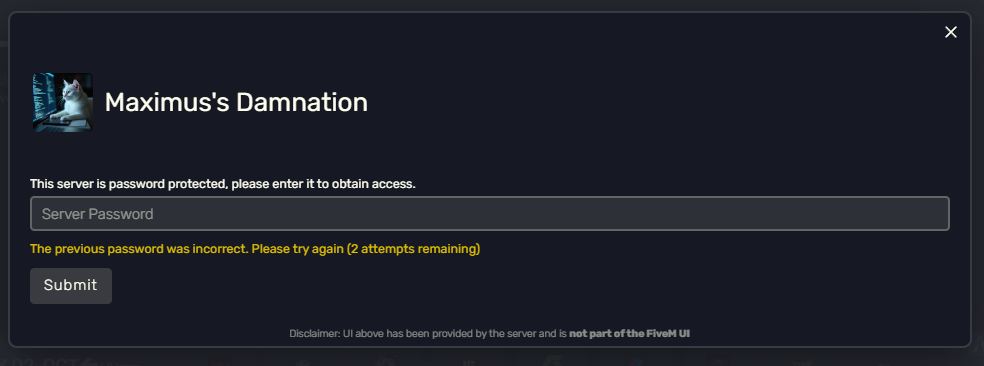 Maximus's Damnation
This server is password protected, please enter it to obtain access.
Server Password
The previous password was incorrect. Please try again (2 attempts remaining)
Submit
Disclaimer: UI above has been provided by the server and is not part of the FiveM UI